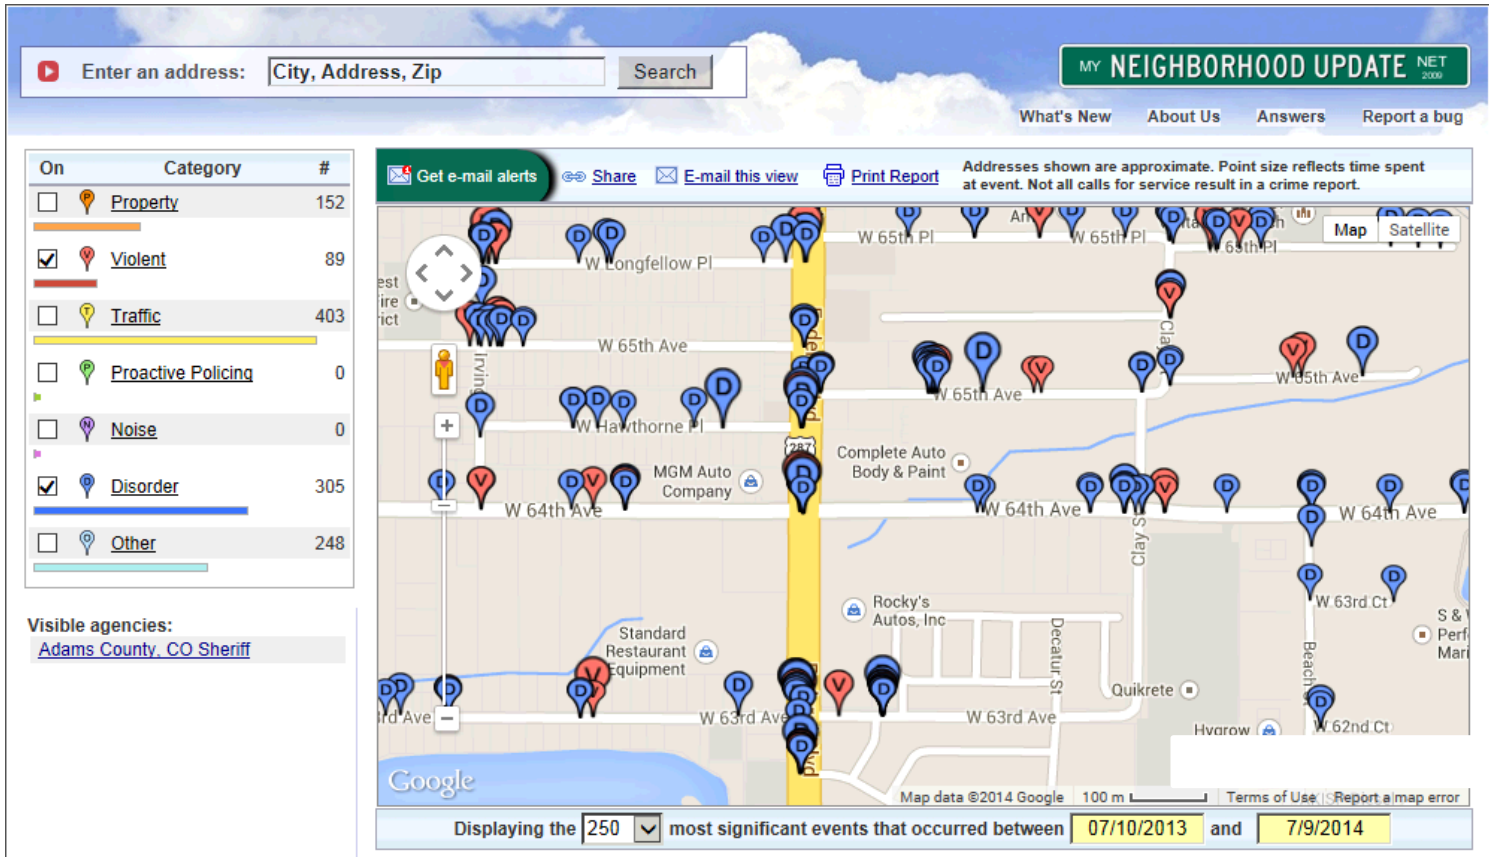 Enter an address: City, Address, Zip Search
MY NEIGHBORHOOD UPDATE NET 2009
What's New About Us Answers Report a bug
On Category #
Property 152
Violent 89
Traffic 403
Proactive Policing 0
Noise 0
Disorder 305
Other 248
Visible agencies:
Adams County, CO Sheriff
Get e-mail alerts Share E-mail this view Print Report
Addresses shown are approximate. Point size reflects time spent
at event. Not all calls for service result in a crime report.
Map Satellite
W 65th Pl
W 65th Pl
W 65th Pl
W Longfellow Pl
W 65th Ave
W 65th Ave
W 65th Ave
W Hawthorne Pl
287
MGM Auto
Company
Complete Auto
Body & Paint
W 64th Ave
W 64th Ave
W 64th Ave
Clay St
Rocky's
Autos, Inc
Standard
Restaurant
Equipment
Decatur St
Quikrete
W 63rd Ct
W 63rd Ave
W 63rd Ave
Hygrow
W 62nd Ct
Google
Map data ©2014 Google 100 m Terms of Use Report a map error
Displaying the 250 most significant events that occurred between 07/10/2013 and 7/9/2014